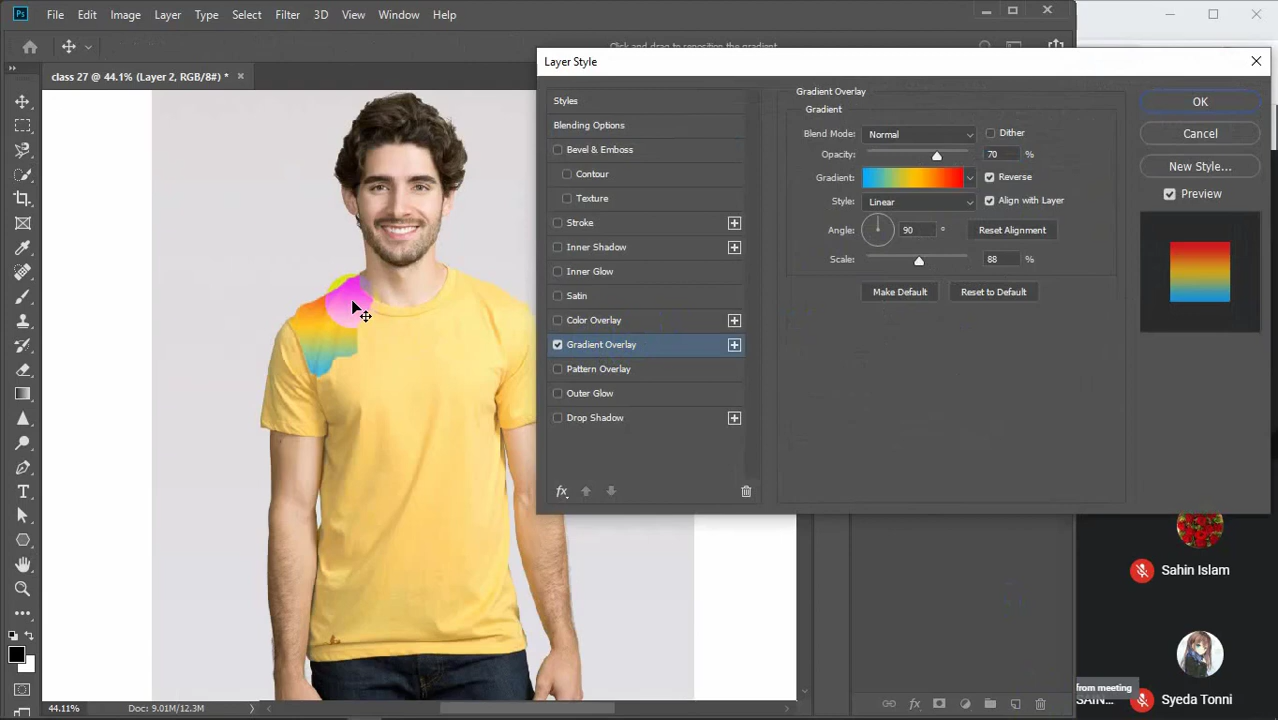 Ps File Edit Image Layer Type Select Filter 3D View Window Help
Click and drag to reposition the gradient
class 27 @ 44.1% (Layer 2, RGB/8#) *
Layer Style
Styles
Blending Options
Bevel & Emboss
Contour
Texture
Stroke
Inner Shadow
Inner Glow
Satin
Color Overlay
Gradient Overlay
Pattern Overlay
Outer Glow
Drop Shadow
fx
Gradient Overlay
Gradient
Blend Mode: Normal Dither
Opacity: 70 %
Gradient: Reverse
Style: Linear Align with Layer
Angle: 90 ° Reset Alignment
Scale: 88 %
Make Default Reset to Default
OK
Cancel
New Style...
Preview
Sahin Islam
from meeting
Syeda Tonni
44.11% Doc: 9.01M/12.3M
fx